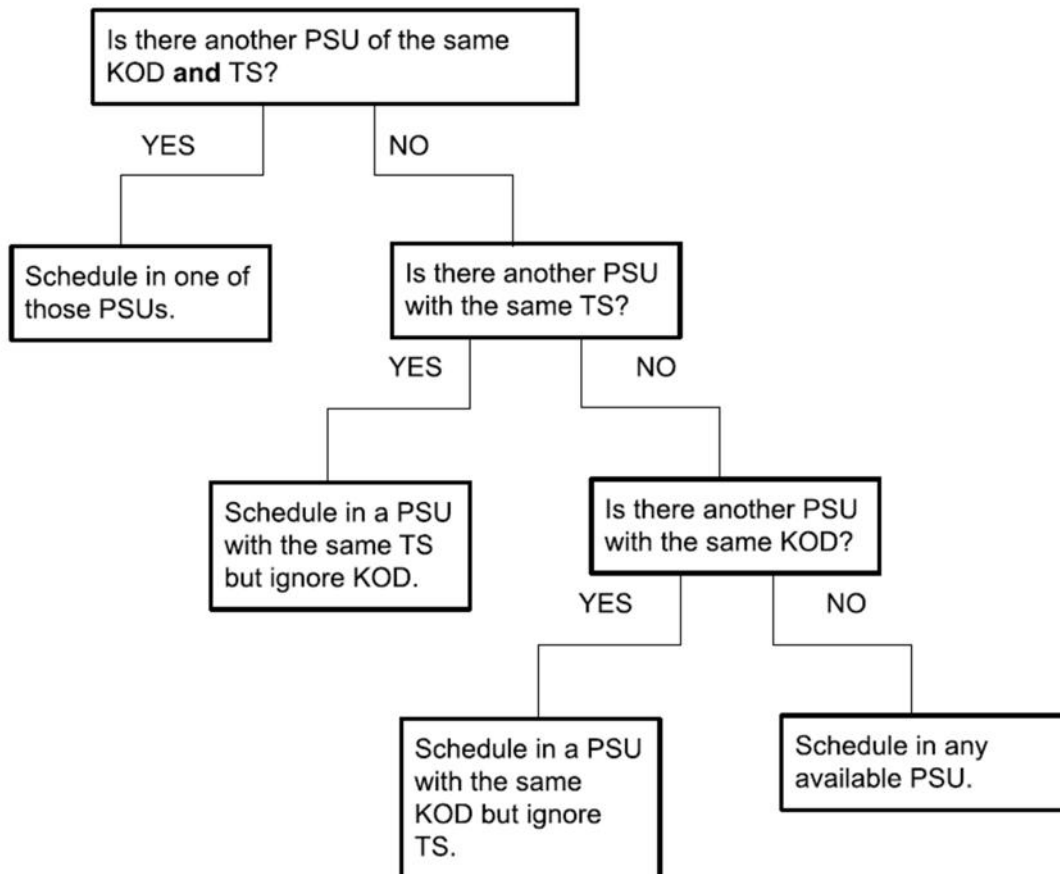 Is there another PSU of the same
KOD and TS?
YES
NO
Schedule in one of
those PSUs.
Is there another PSU
with the same TS?
YES
NO
Schedule in a PSU
with the same TS
but ignore KOD.
Is there another PSU
with the same KOD?
YES
NO
Schedule in a PSU
with the same
KOD but ignore
TS.
Schedule in any
available PSU.